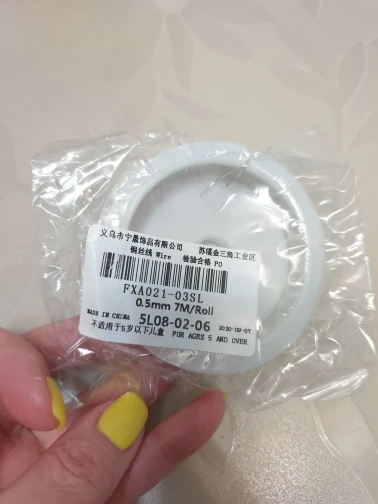 义乌市宁晨饰品有限公司 苏溪金三角工业区
铜丝线 Wire 检验合格 PO
FXA021-03SL
0.5mm 7M/Roll
MADE IN CHINA 5L08-02-06 2020-09-07
不适用于5岁以下儿童 FOR AGES 5 AND OVER